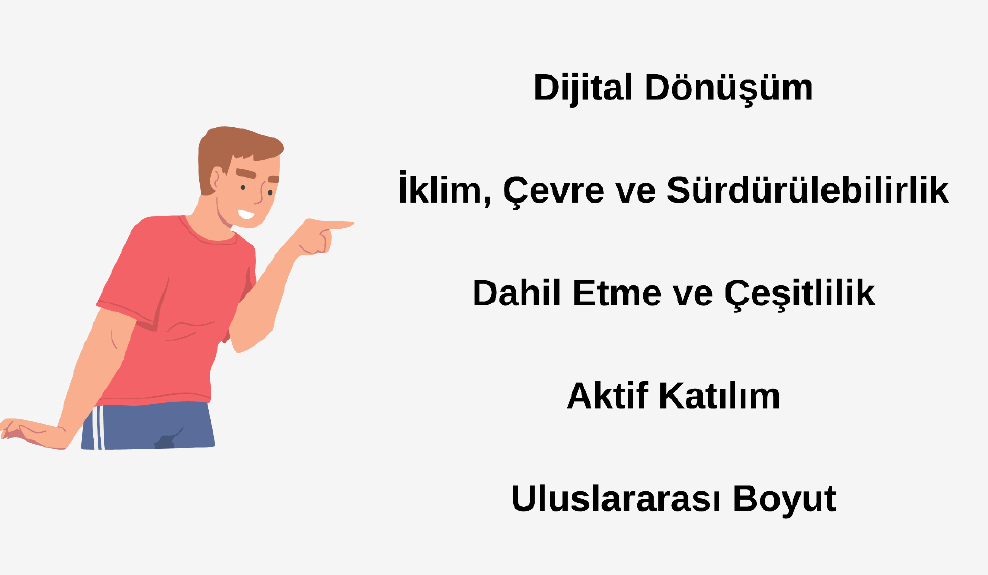 Dijital Dönüşüm
İklim, Çevre ve Sürdürülebilirlik
Dahil Etme ve Çeşitlilik
Aktif Katılım
Uluslararası Boyut